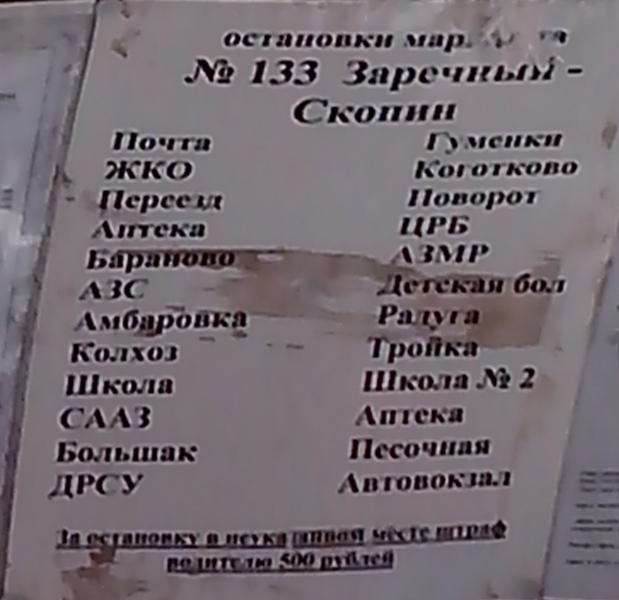 остановки маршрута
№ 133 Заречный -
Скопин
Почта
ЖКО
Переезд
Аптека
Бараново
АЗС
Амбаровка
Колхоз
Школа
СААЗ
Большак
ДРСУ
Гуменки
Коготково
Поворот
ЦРБ
АЗМР
Детская бол
Радуга
Тройка
Школа № 2
Аптека
Песочная
Автовокзал
За остановку в неуказанном месте штраф
водителю 500 рублей